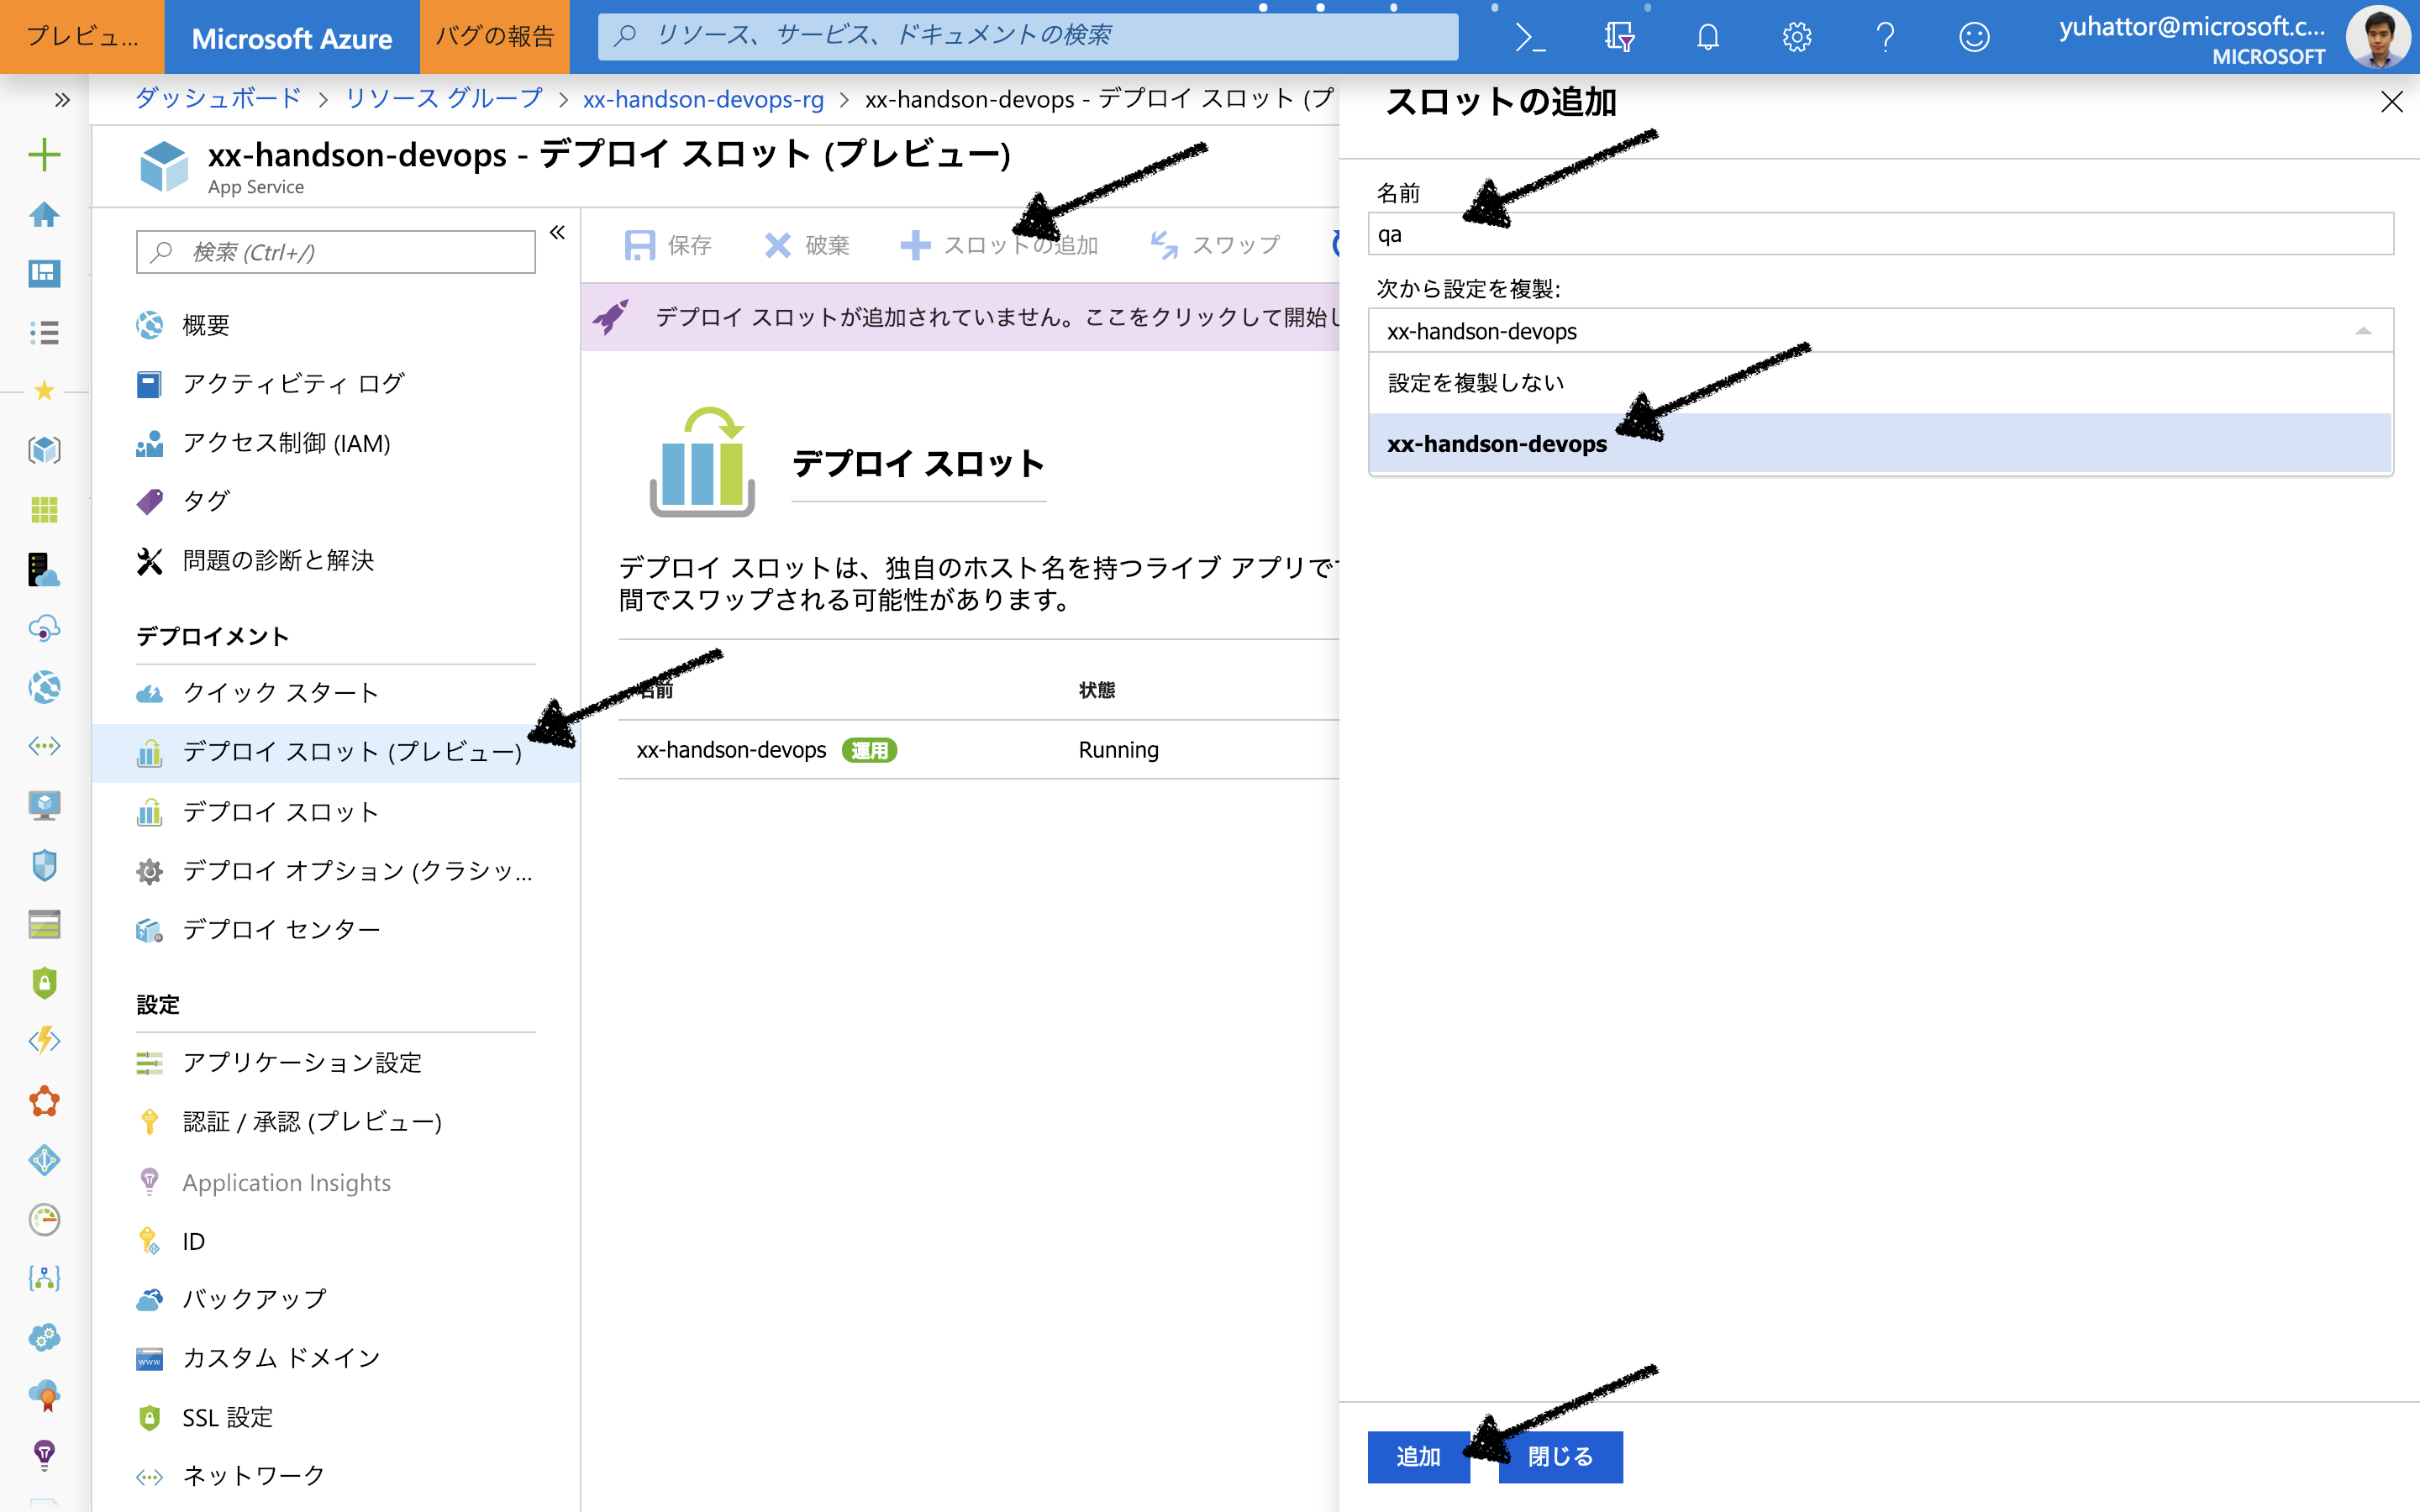 プレビュ...
Microsoft Azure
バグの報告
リソース、サービス、ドキュメントの検索
yuhattor@microsoft.c...
MICROSOFT
ダッシュボード > リソース グループ > xx-handson-devops-rg > xx-handson-devops - デプロイ スロット (プ
xx-handson-devops - デプロイ スロット (プレビュー)
App Service
検索 (Ctrl+/)
概要
アクティビティ ログ
アクセス制御 (IAM)
タグ
問題の診断と解決
デプロイメント
クイック スタート
デプロイ スロット (プレビュー)
デプロイ スロット
デプロイ オプション (クラシッ...
デプロイ センター
設定
アプリケーション設定
認証 / 承認 (プレビュー)
Application Insights
ID
バックアップ
www
カスタム ドメイン
SSL 設定
ネットワーク
保存
破棄
スロットの追加
スワップ
デプロイ スロットが追加されていません。ここをクリックして開始し
デプロイ スロット
デプロイ スロットは、独自のホスト名を持つライブ アプリで
間でスワップされる可能性があります。
名前
状態
xx-handson-devops
運用
Running
スロットの追加
名前
qa
次から設定を複製:
xx-handson-devops
設定を複製しない
xx-handson-devops
追加
閉じる